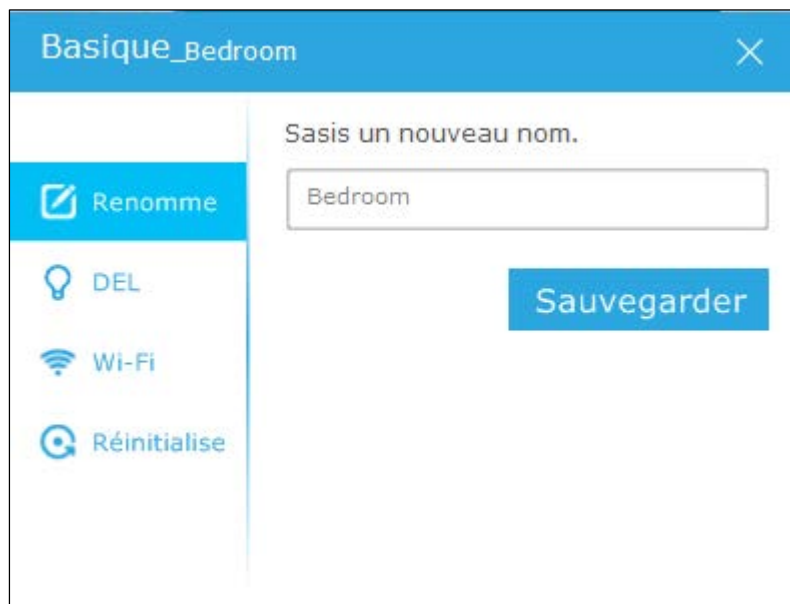 Basique_Bedroom
Sasis un nouveau nom.
Renomme
Bedroom
DEL
Sauvegarder
Wi-Fi
Réinitialise